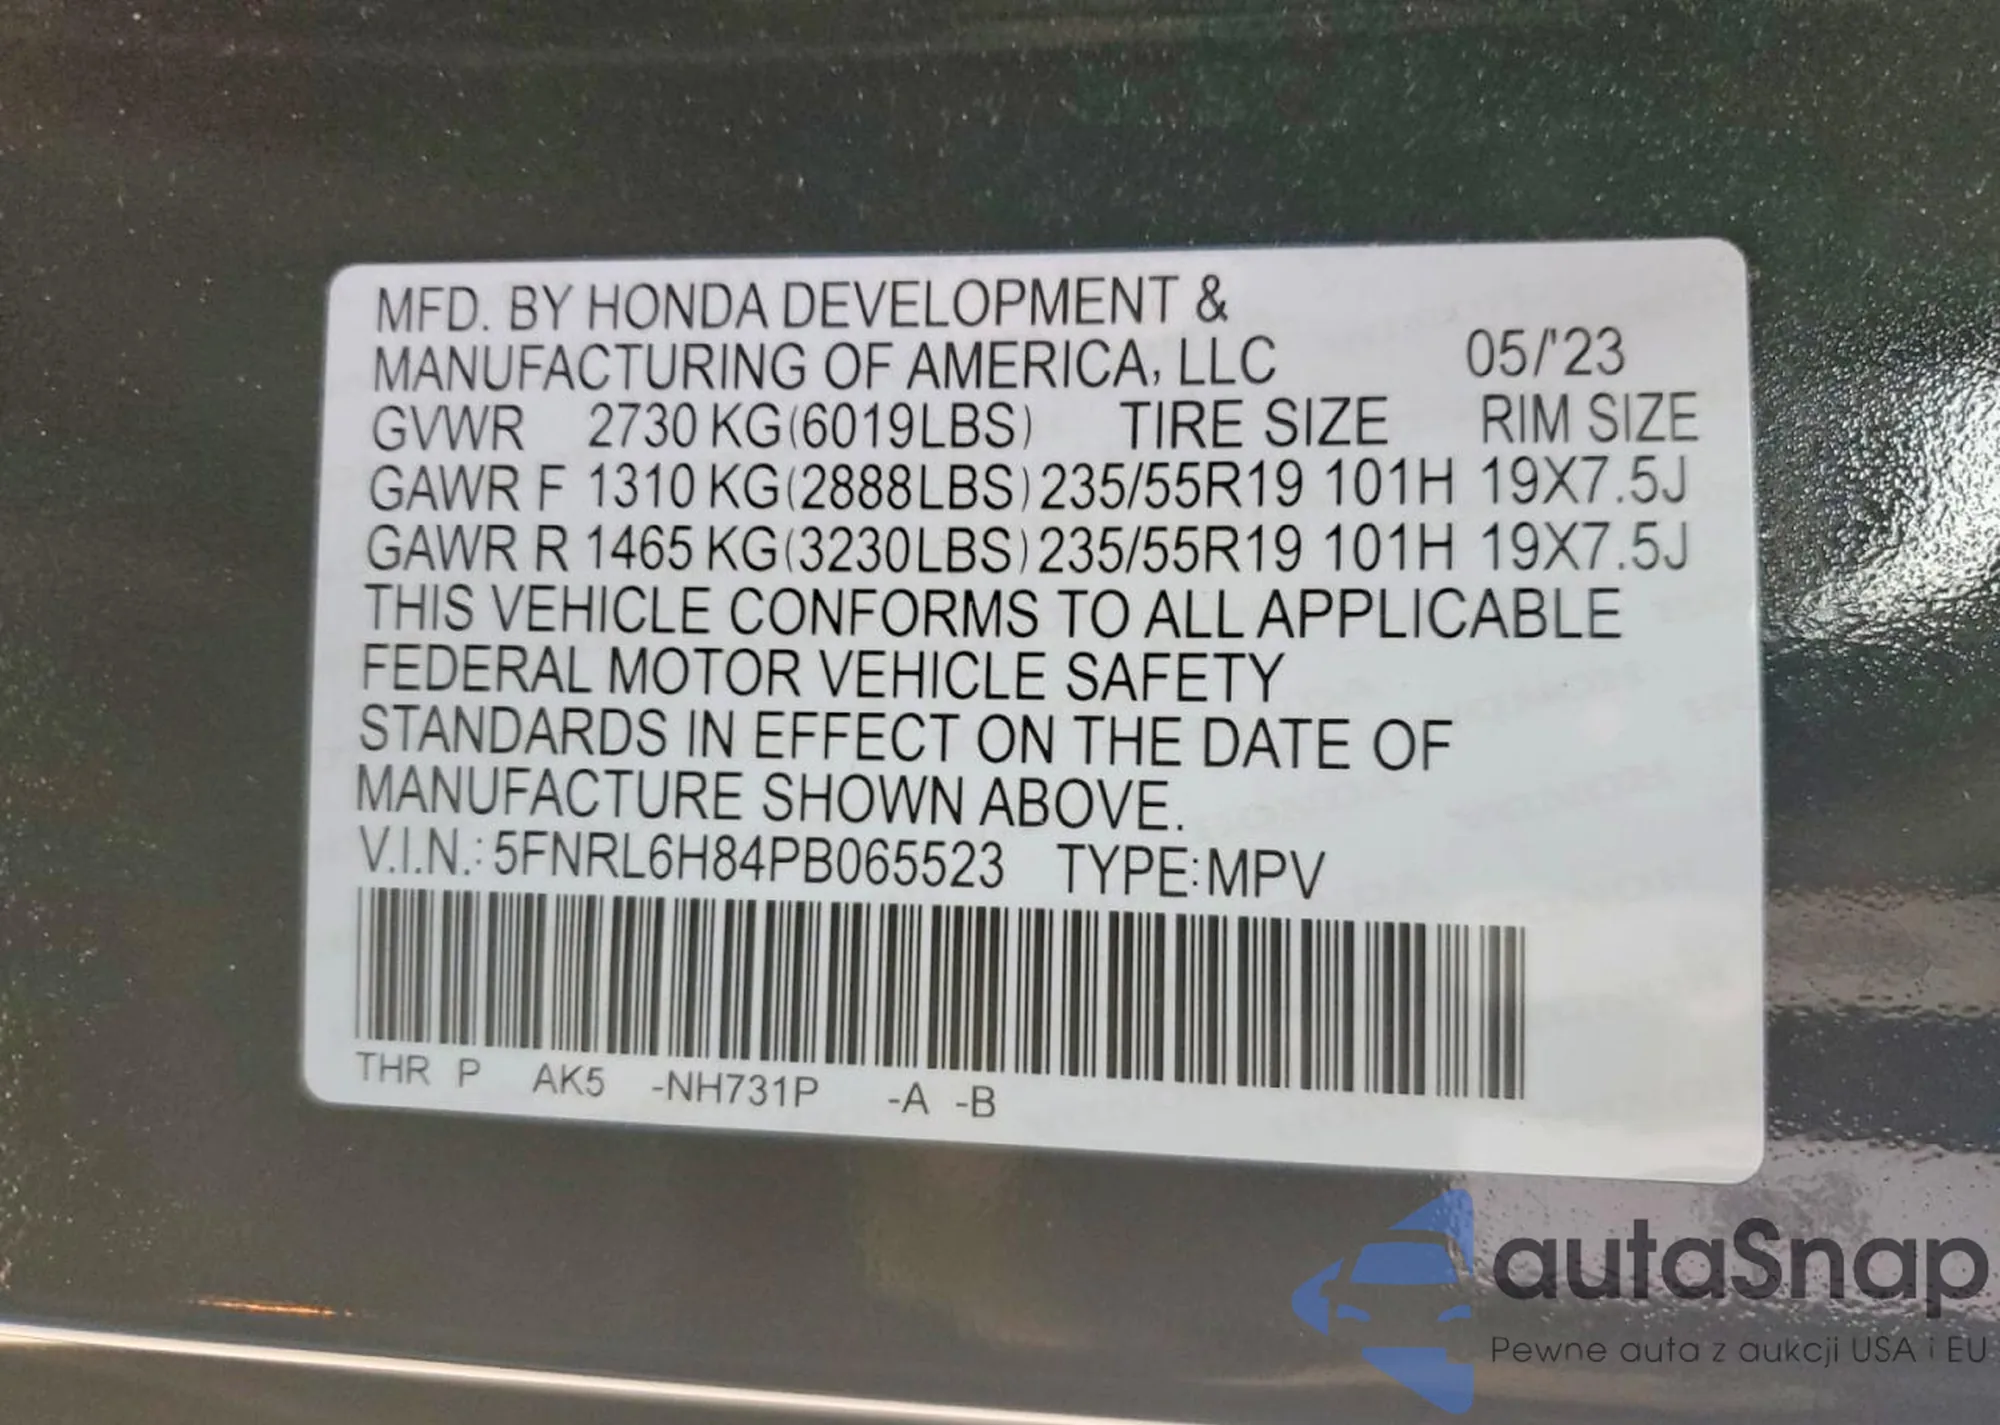 MFD. BY HONDA DEVELOPMENT &
MANUFACTURING OF AMERICA, LLC 05/'23
GVWR 2730 KG(6019LBS) TIRE SIZE RIM SIZE
GAWR F 1310 KG(2888LBS) 235/55R19 101H 19X7.5J
GAWR R 1465 KG(3230LBS) 235/55R19 101H 19X7.5J
THIS VEHICLE CONFORMS TO ALL APPLICABLE
FEDERAL MOTOR VEHICLE SAFETY
STANDARDS IN EFFECT ON THE DATE OF
MANUFACTURE SHOWN ABOVE.
V.I.N.: 5FNRL6H84PB065523 TYPE: MPV
THR P AK5 -NH731P -A -B
autaSnap
Pewne auta z aukcji USA i EU